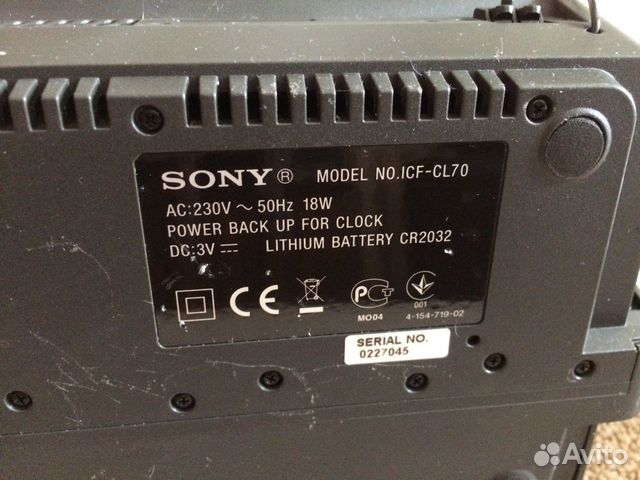 SONY® MODEL NO.ICF-CL70
AC:230V ~ 50Hz 18W
POWER BACK UP FOR CLOCK
DC:3V ⎓ LITHIUM BATTERY CR2032
CE PCT
MO04 001 4-154-719-02
SERIAL NO.
0227045
Avito